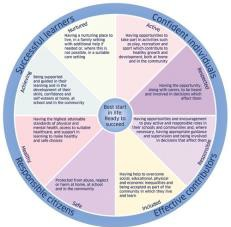 Successful learners
Confident individuals
Nurtured
Having a nurturing place to
live, in a family setting
with additional help if
needed or, where this is
not possible, in a suitable
care setting
Active
Having opportunities to
take part in activities such
as play, recreation and
sport which contribute to
healthy growth and
development, both at home
and in the community
Achieving
Being supported
and guided in their
learning and in the
development of their
skills, confidence and
self-esteem at home, at
school and in the community
Respected
Having the opportunity,
along with carers, to be heard
and involved in decisions which
affect them
Best start
in life:
Ready to
succeed
Having the highest attainable
standards of physical and
mental health, access to suitable
healthcare, and support in
learning to make healthy
and safe choices
Healthy
Having opportunities and encouragement
to play active and responsible roles in
their schools and communities and, where
necessary, having appropriate guidance
and supervision and being involved
in decisions that affect them
Responsible
Protected from abuse, neglect
or harm at home, at school
and in the community
Safe
Having help to overcome
social, educational, physical
and economic inequalities and
being accepted as part of the
community in which they live
and learn
Included
Responsible citizens
Effective contributors